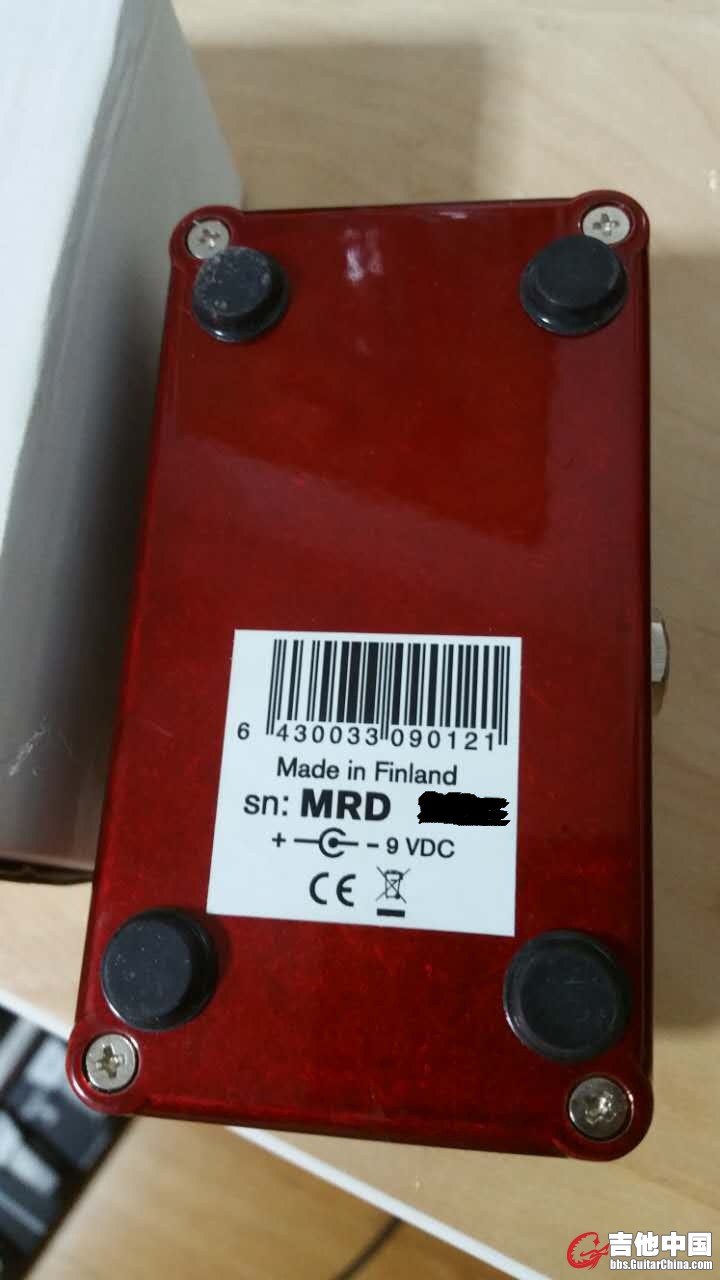 6 430033 090121
Made in Finland
sn: MRD
+ - 9 VDC
CE
吉他中国
bbs.GuitarChina.com